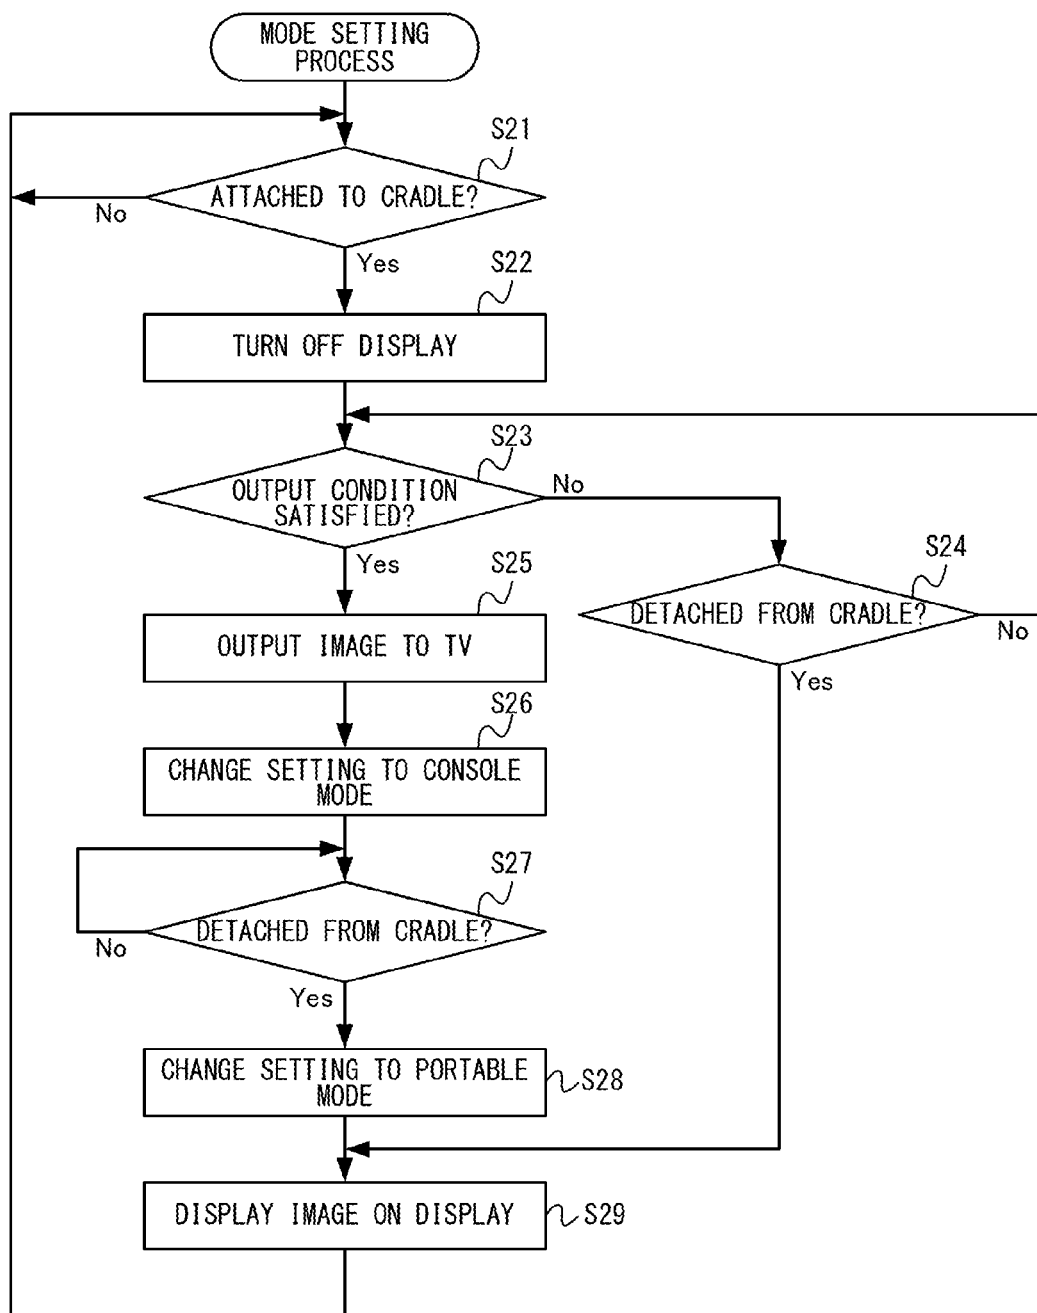 MODE SETTING
PROCESS
S21
ATTACHED TO CRADLE?
No
Yes
S22
TURN OFF DISPLAY
S23
OUTPUT CONDITION
SATISFIED?
No
Yes
S24
DETACHED FROM CRADLE?
No
Yes
S25
OUTPUT IMAGE TO TV
S26
CHANGE SETTING TO CONSOLE
MODE
S27
DETACHED FROM CRADLE?
No
Yes
CHANGE SETTING TO PORTABLE
MODE
S28
DISPLAY IMAGE ON DISPLAY
S29